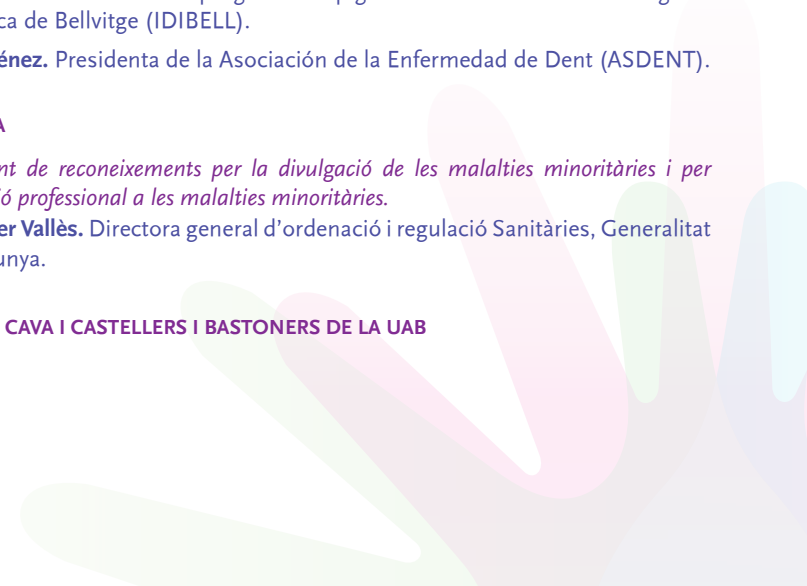 ca de Bellvitge (IDIBELL).
énez. Presidenta de la Asociación de la Enfermedad de Dent (ASDENT).
A
nt de reconeixements per la divulgació de les malalties minoritàries i per
ó professional a les malalties minoritàries.
er Vallès. Directora general d’ordenació i regulació Sanitàries, Generalitat
unya.
CAVA I CASTELLERS I BASTONERS DE LA UAB